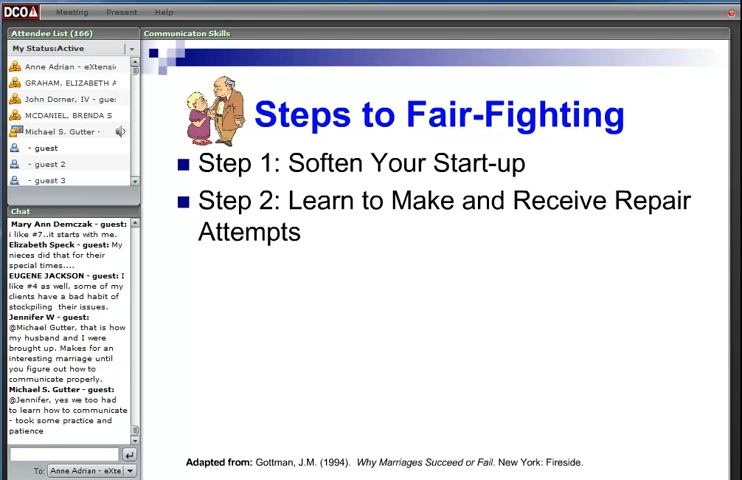 DCO
Meeting Present Help
Attendee List (166)
Communicaton Skills
My Status:Active
Anne Adrian - eXtensi
GRAHAM, ELIZABETH A
John Dorner, IV - gue:
MCDANIEL, BRENDA S
Michael S. Gutter -
- guest
- guest 2
- guest 3
Chat
Mary Ann Demczak - guest:
i like #7..it starts with me.
Elizabeth Speck - guest: My
nieces did that for their
special times....
EUGENE JACKSON - guest: I
like #4 as well, some of my
clients have a bad habit of
stockpiling their issues.
Jennifer W - guest:
@Michael Gutter, that is how
my husband and I were
brought up. Makes for an
interesting marriage until
you figure out how to
communicate properly.
Michael S. Gutter - guest:
@Jennifer, yes we too had
to learn how to communicate
- took some practice and
patience
To: Anne Adrian - eXte
Steps to Fair-Fighting
Step 1: Soften Your Start-up
Step 2: Learn to Make and Receive Repair
Attempts
Adapted from: Gottman, J.M. (1994). Why Marriages Succeed or Fail. New York: Fireside.